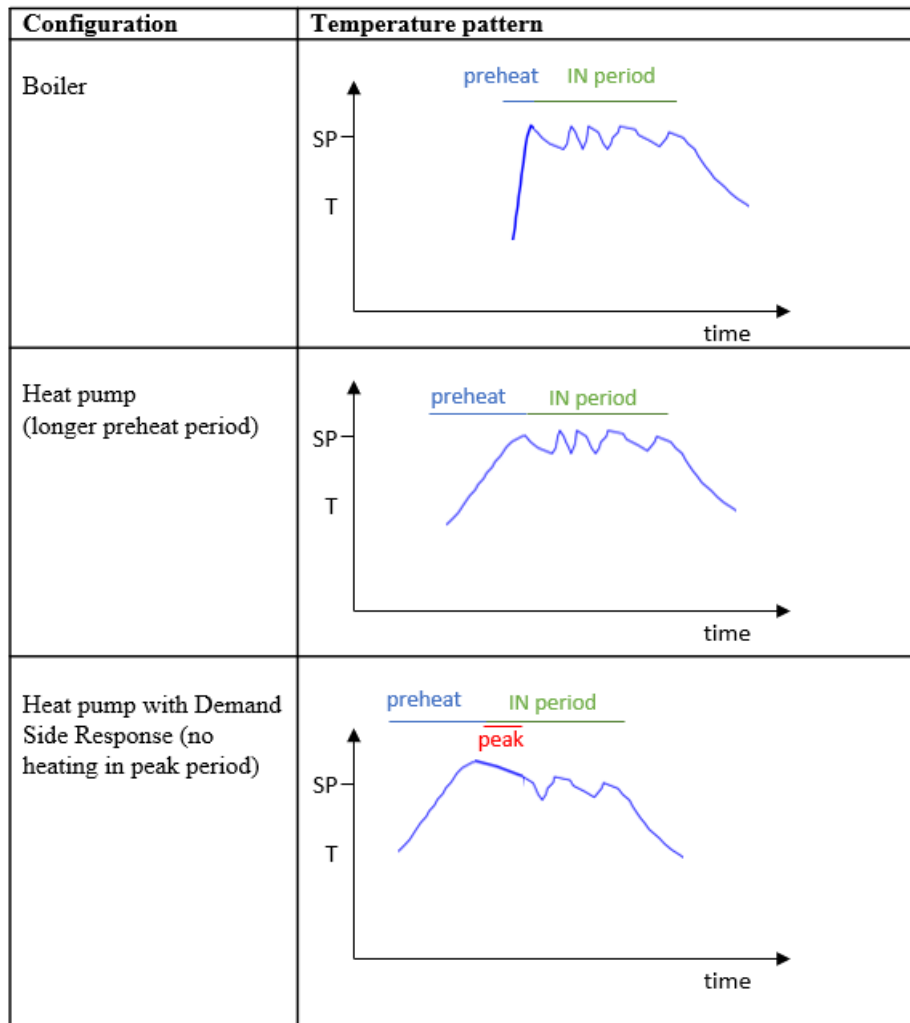 Configuration
Temperature pattern
Boiler
preheat
IN period
SP
T
time
Heat pump
(longer preheat period)
preheat
IN period
SP
T
time
Heat pump with Demand
Side Response (no
heating in peak period)
preheat
IN period
peak
SP
T
time